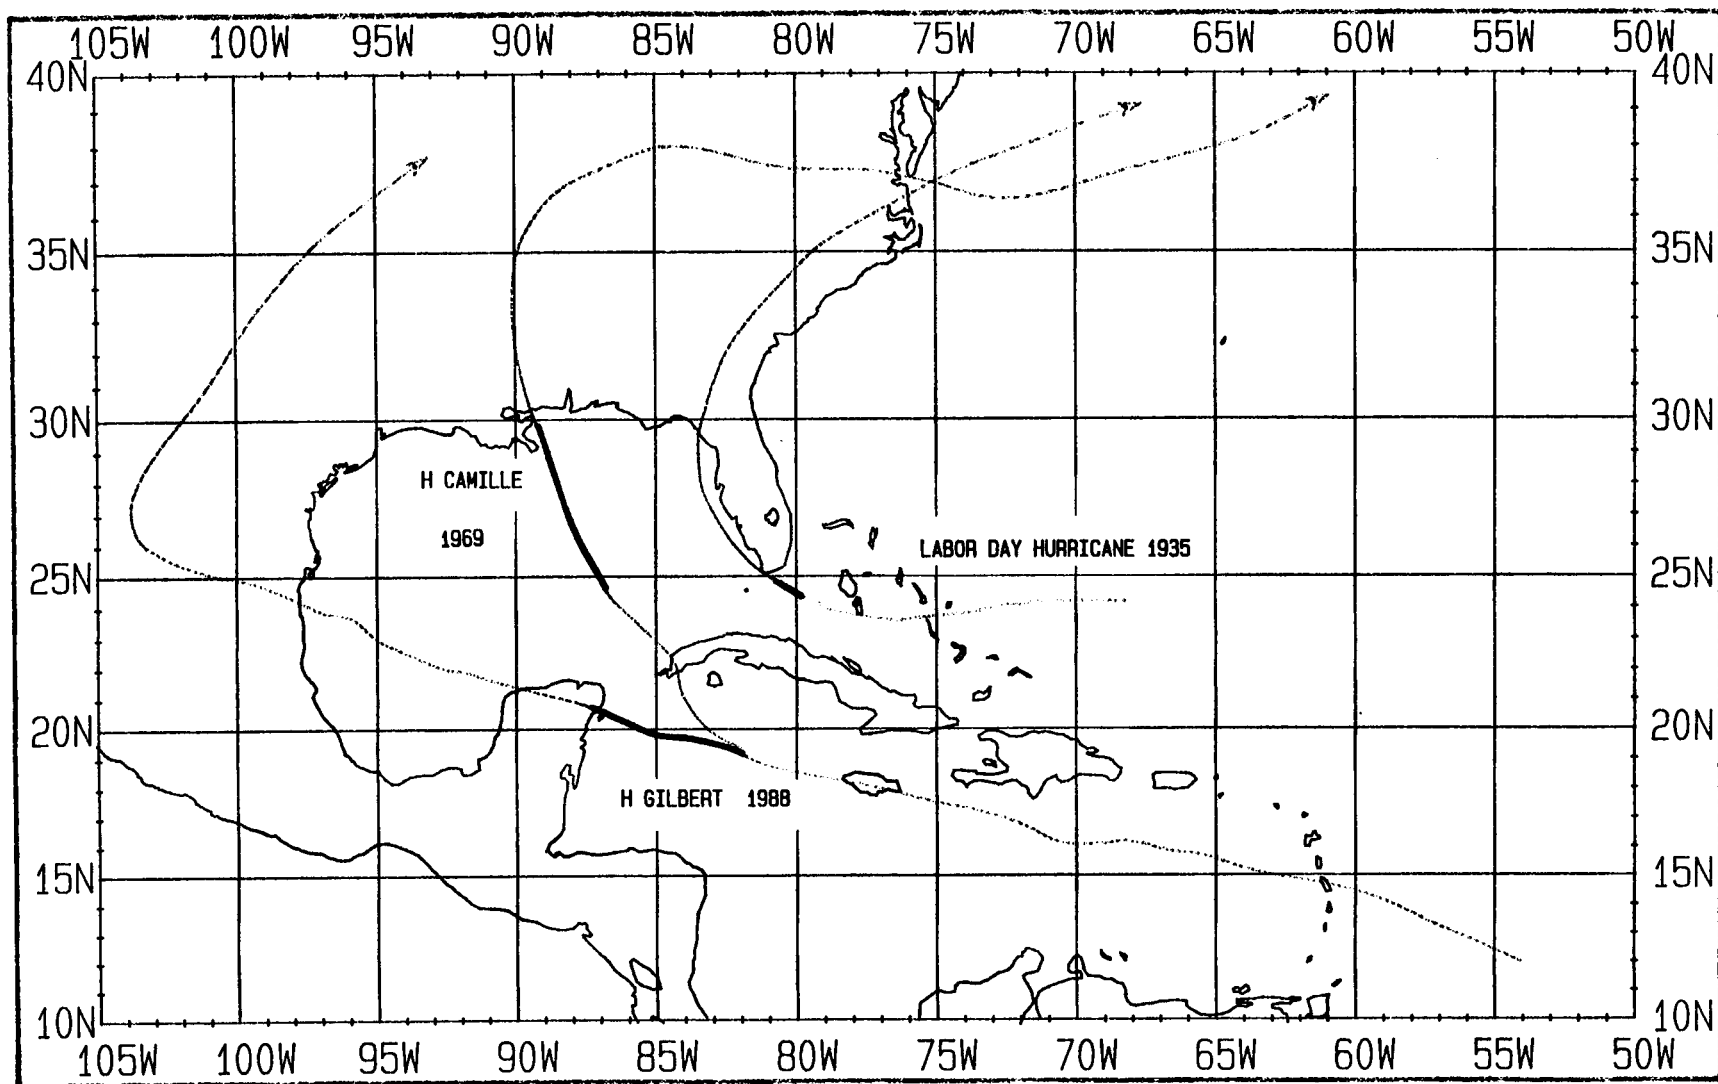 105W 100W 95W 90W 85W 80W 75W 70W 65W 60W 55W 50W
40N 40N
35N 35N
30N 30N
H CAMILLE
1969
LABOR DAY HURRICANE 1935
25N 25N
20N 20N
H GILBERT 1988
15N 15N
10N 10N
105W 100W 95W 90W 85W 80W 75W 70W 65W 60W 55W 50W